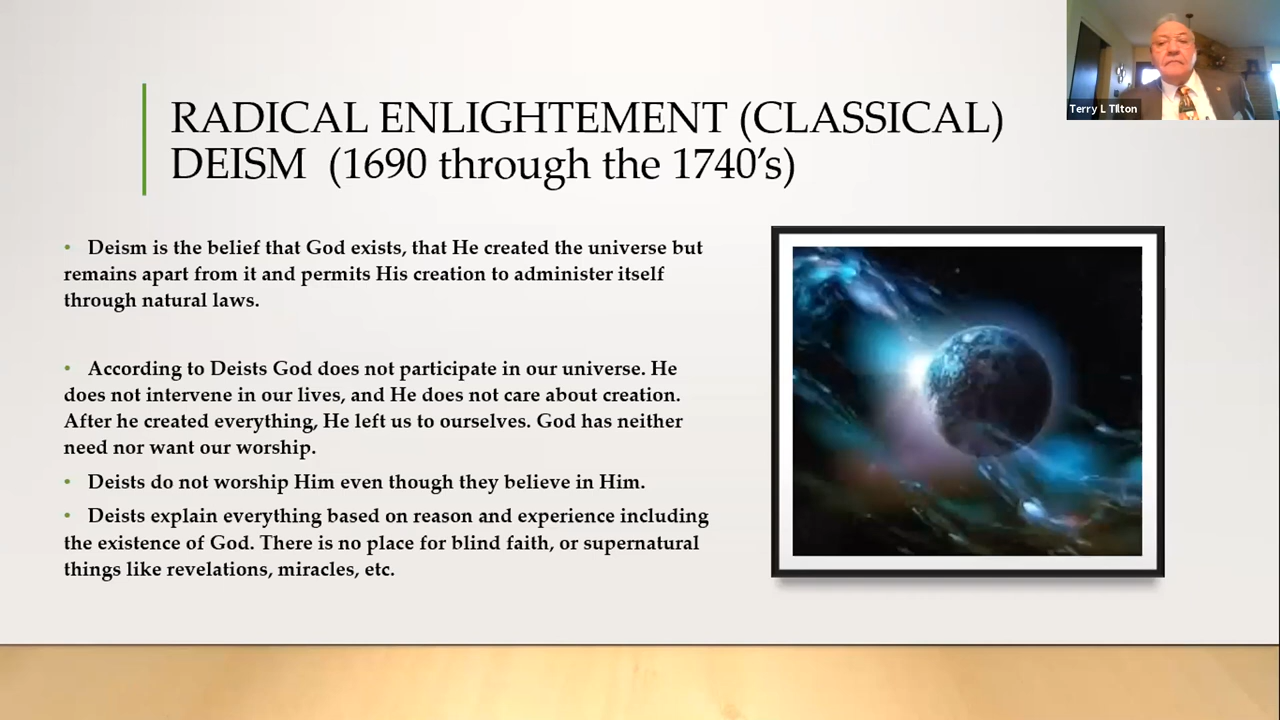 RADICAL ENLIGHTEMENT (CLASSICAL)
DEISM (1690 through the 1740’s)
Terry L Tilton
• Deism is the belief that God exists, that He created the universe but
remains apart from it and permits His creation to administer itself
through natural laws.
• According to Deists God does not participate in our universe. He
does not intervene in our lives, and He does not care about creation.
After he created everything, He left us to ourselves. God has neither
need nor want our worship.
• Deists do not worship Him even though they believe in Him.
• Deists explain everything based on reason and experience including
the existence of God. There is no place for blind faith, or supernatural
things like revelations, miracles, etc.